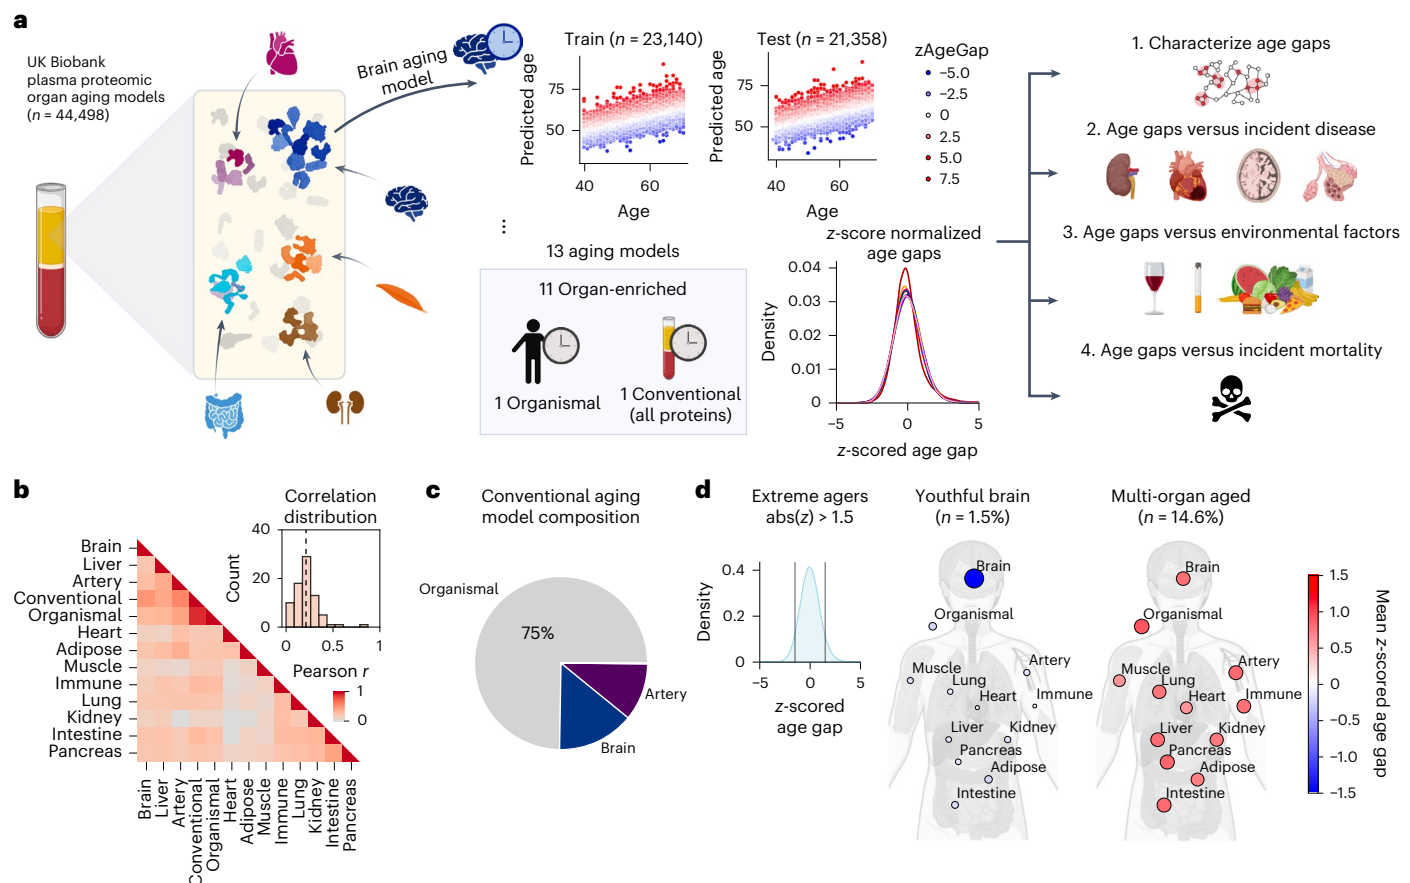 a
UK Biobank
plasma proteomic
organ aging models
(n = 44,498)
Brain aging
model
Train (n = 23,140)
Predicted age
75
50
40
60
Age
Test (n = 21,358)
Predicted age
75
50
40
60
Age
zAgeGap
−5.0
−2.5
0
2.5
5.0
7.5
...
13 aging models
11 Organ-enriched
1 Organismal
1 Conventional
(all proteins)
z-score normalized
age gaps
Density
0.04
0.03
0.02
0.01
0
−5
0
5
z-scored age gap
1. Characterize age gaps
2. Age gaps versus incident disease
3. Age gaps versus environmental factors
4. Age gaps versus incident mortality
b
Correlation
distribution
Count
40
20
0
0
0.5
1
Pearson r
1
0
Brain
Liver
Artery
Conventional
Organismal
Heart
Adipose
Muscle
Immune
Lung
Kidney
Intestine
Pancreas
Brain
Liver
Artery
Conventional
Organismal
Heart
Adipose
Muscle
Immune
Lung
Kidney
Intestine
Pancreas
c
Conventional aging
model composition
Organismal
75%
Artery
Brain
d
Extreme agers
abs(z) > 1.5
Density
0.4
0.2
0
−5
0
5
z-scored
age gap
Youthful brain
(n = 1.5%)
Brain
Organismal
Muscle
Lung
Artery
Heart
Immune
Liver
Kidney
Pancreas
Adipose
Intestine
Multi-organ aged
(n = 14.6%)
Brain
Organismal
Muscle
Lung
Artery
Heart
Immune
Liver
Kidney
Pancreas
Adipose
Intestine
1.5
1.0
0.5
0
−0.5
−1.0
−1.5
Mean z-scored age gap